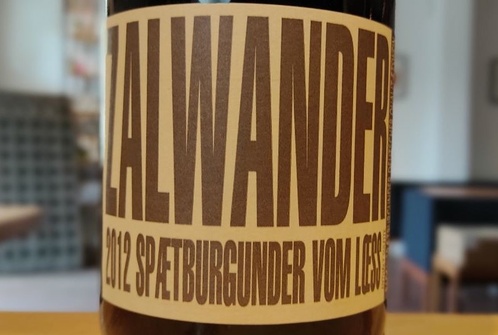 ZALWANDER
2012 SPÆTBURGUNDER VOM LŒSS